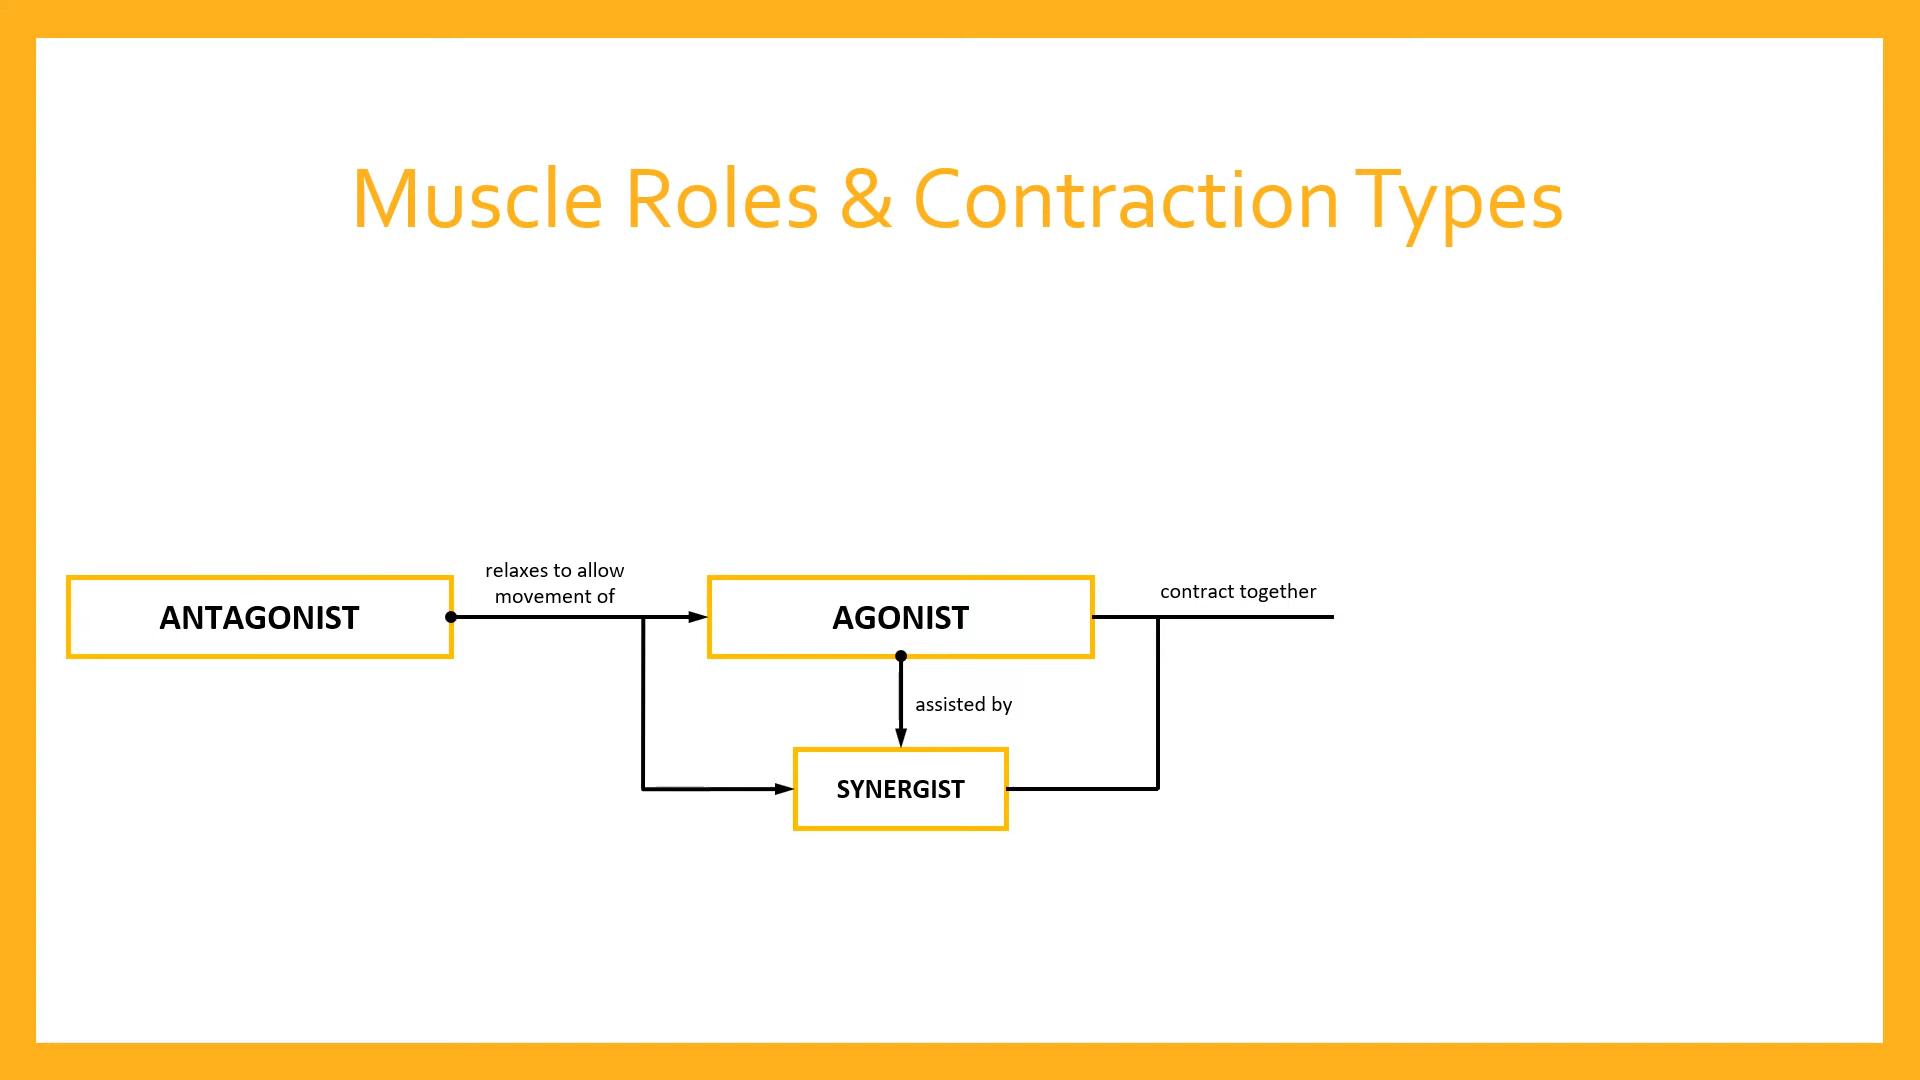 Muscle Roles & Contraction Types
relaxes to allow
movement of
contract together
ANTAGONIST
AGONIST
assisted by
SYNERGIST